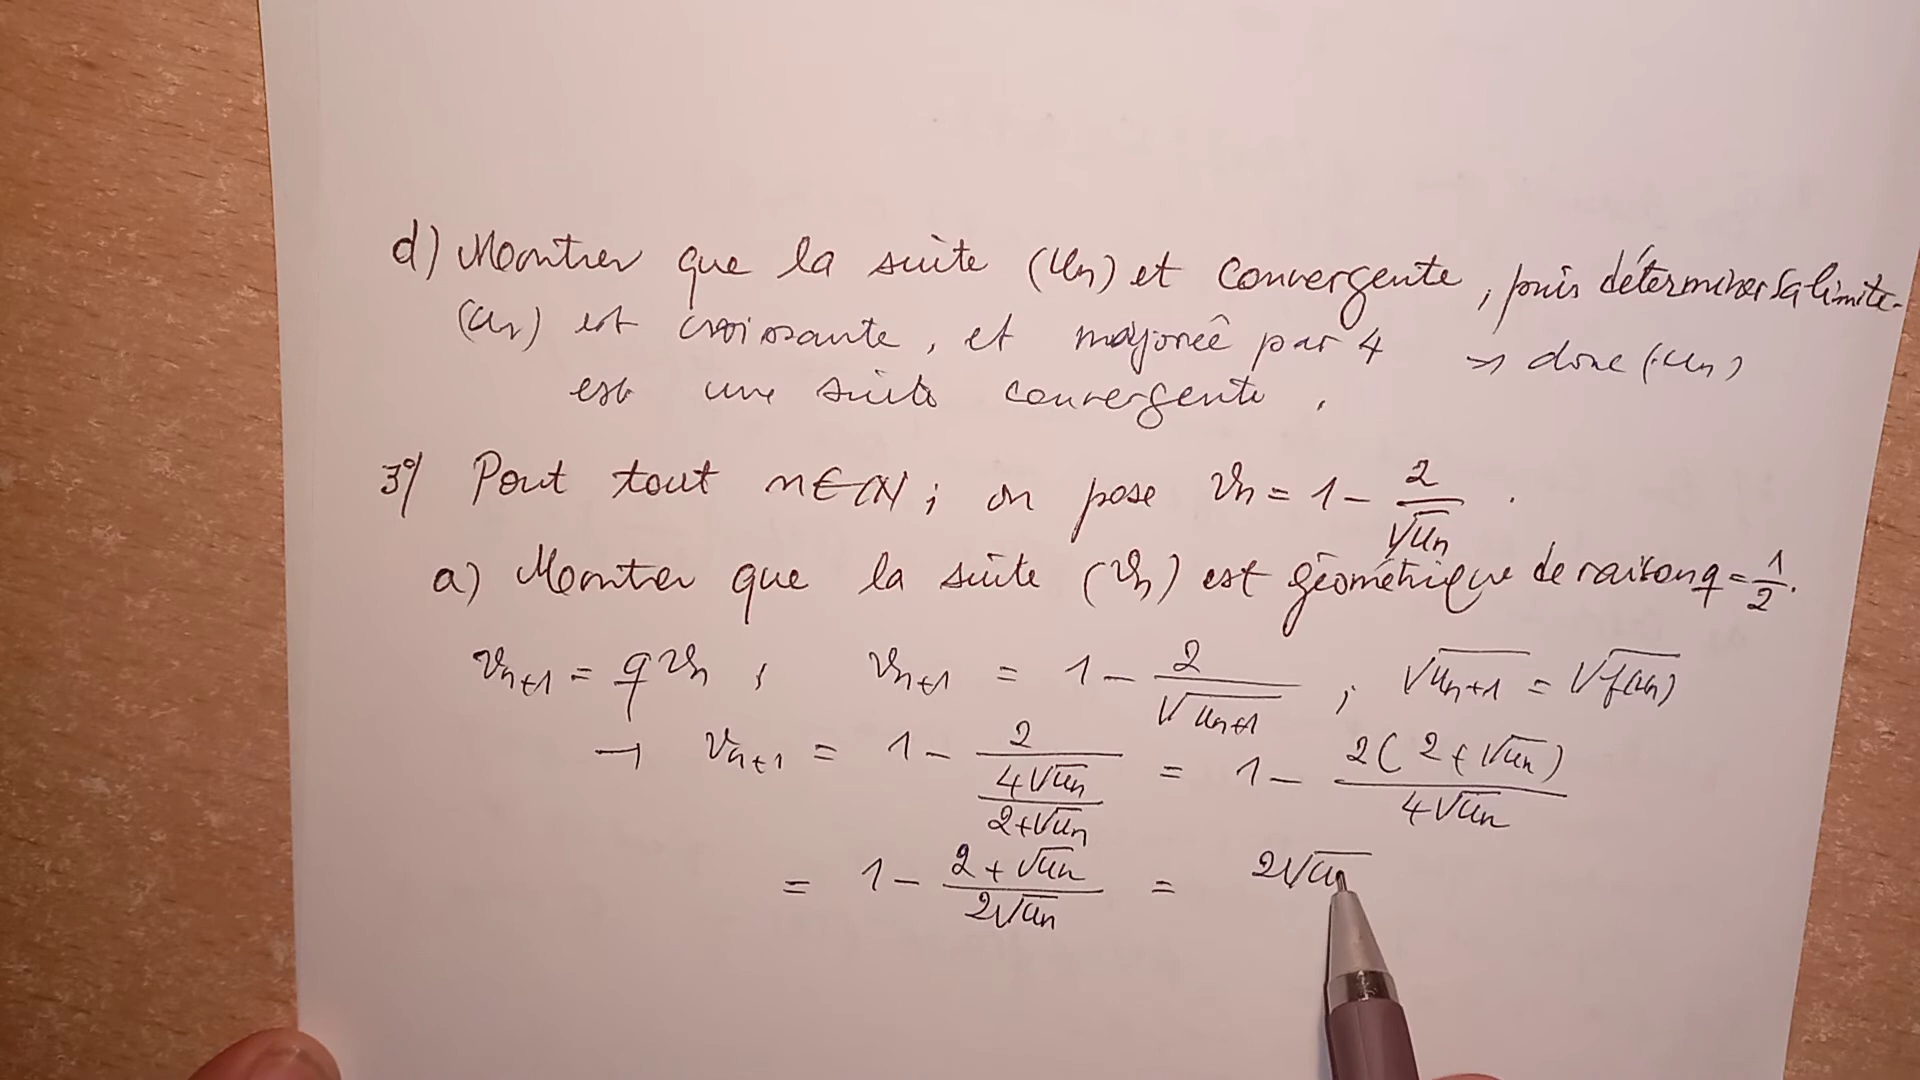 d) Montrer que la suite (Un) et convergente, puis déterminer sa limite.
(Un) est croissante, et majorée par 4 → donc (Un)
est une suite convergente.
3°/ Pout tout n∈ℕ; on pose Vn = 1 - 2/√Un .
a) Montrer que la suite (Vn) est géométrique de raison q = 1/2.
Vn+1 = q Vn ; Vn+1 = 1 - 2/√Un+1 ; √Un+1 = √f(Un)
→ Vn+1 = 1 - 2/(4√Un/(2+√Un)) = 1 - 2(2+√Un)/(4√Un)
= 1 - (2+√Un)/(2√Un) = 2√Un